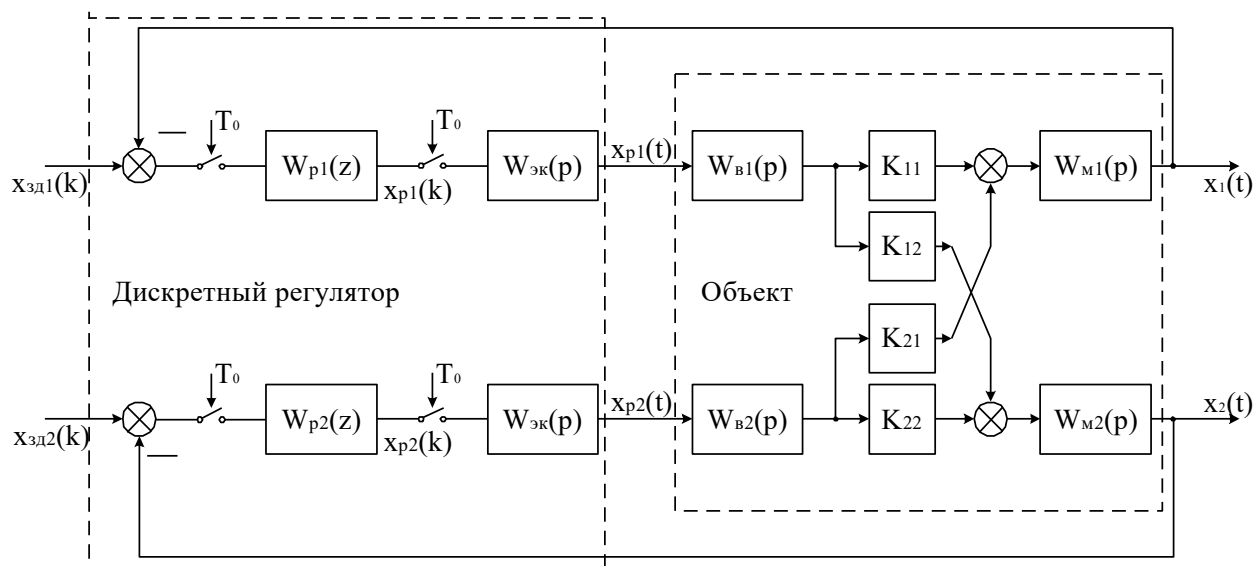 T₀ T₀
Wр1(z) Wэк(p) xр1(t) Wв1(p) K11 Wм1(p)
xзд1(k) xр1(k) x1(t)
K12
Дискретный регулятор Объект
K21
T₀ T₀
Wр2(z) Wэк(p) xр2(t) Wв2(p) K22 Wм2(p) x2(t)
xзд2(k) xр2(k)